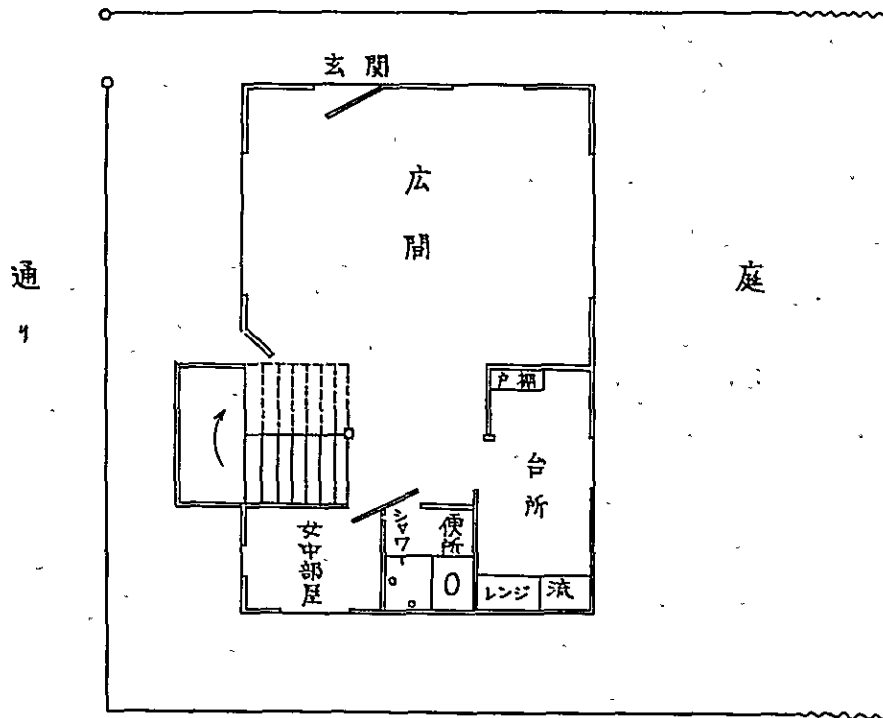 玄関
広間
通り
庭
戸棚
台所
女中部屋
シャワー
便所
レンジ
流